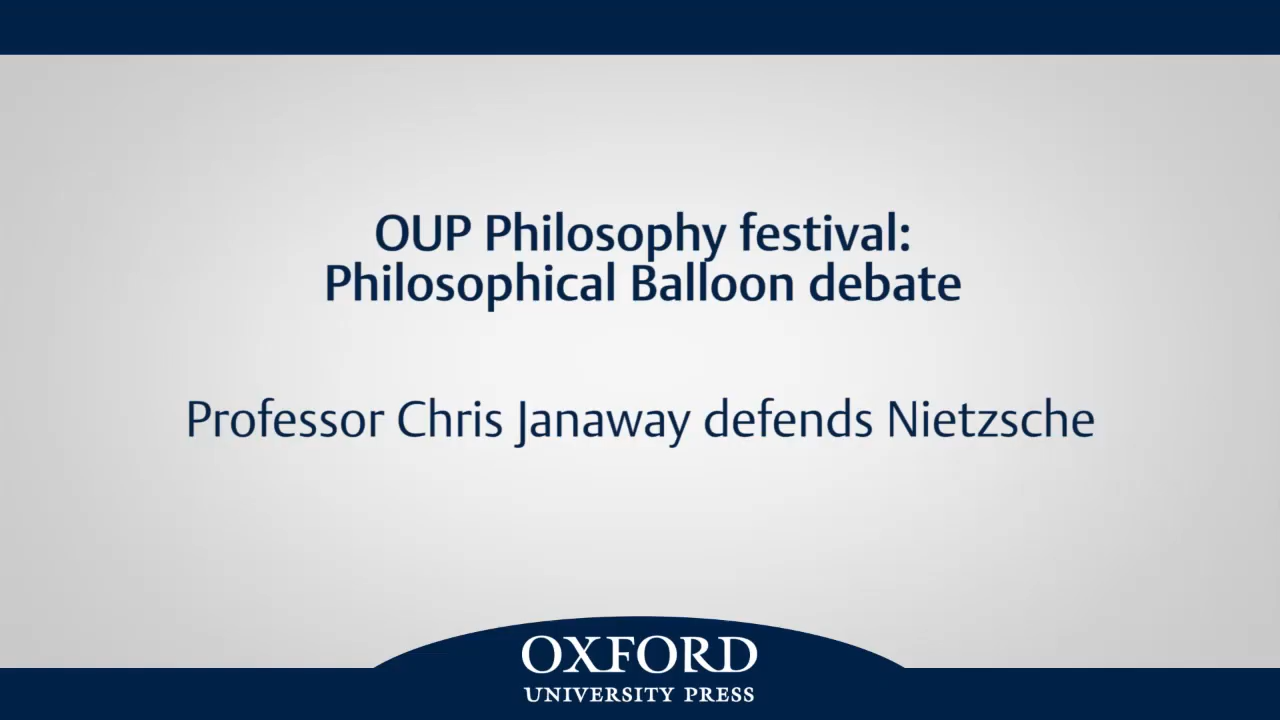 OUP Philosophy festival:
Philosophical Balloon debate
Professor Chris Janaway defends Nietzsche
OXFORD
UNIVERSITY PRESS